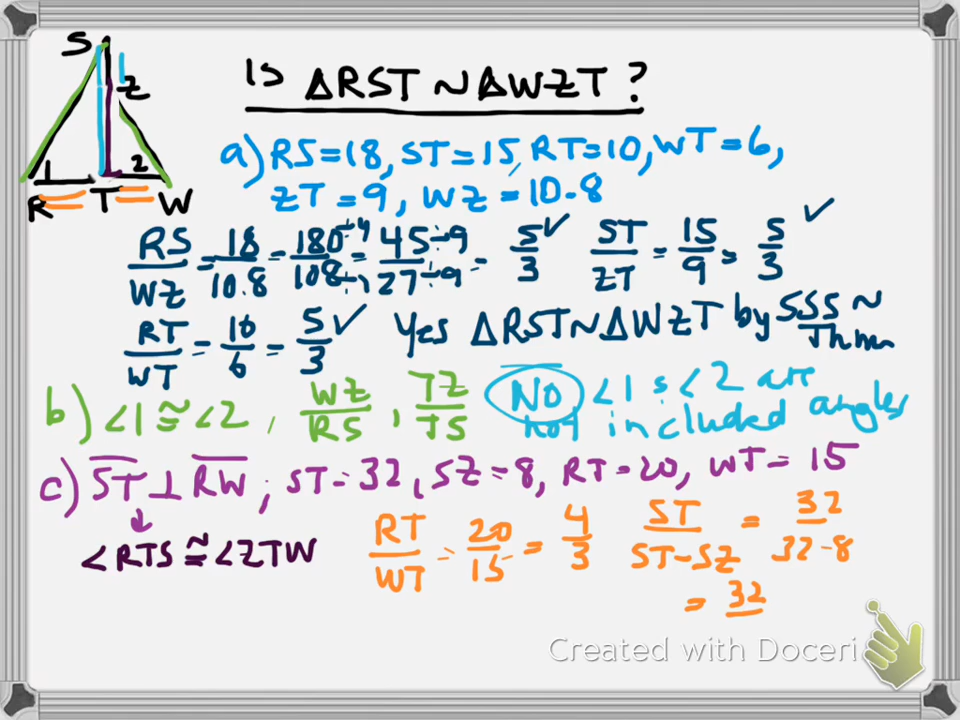 S
Z
1 2
R T W
Is △RST ~ △WZT?
a) RS=18, ST=15, RT=10, WT=6,
ZT=9, WZ=10.8
RS/WZ = 18/10.8 = 180÷4/108÷4 = 45÷9/27÷9 = 5/3 ✓ ST/ZT = 15/9 = 5/3 ✓
RT/WT = 10/6 = 5/3 ✓ Yes △RST ~ △WZT by SSS ~ Thm
b) <1 ≅ <2, WZ/RS, TZ/TS NO <1 & <2 are
not included angles
c) ST ⊥ RW, ST=32, SZ=8, RT=20, WT=15
↓
<RTS ≅ <ZTW RT/WT = 20/15 = 4/3 ST/ST-SZ = 32/32-8
= 32
Created with Doceri